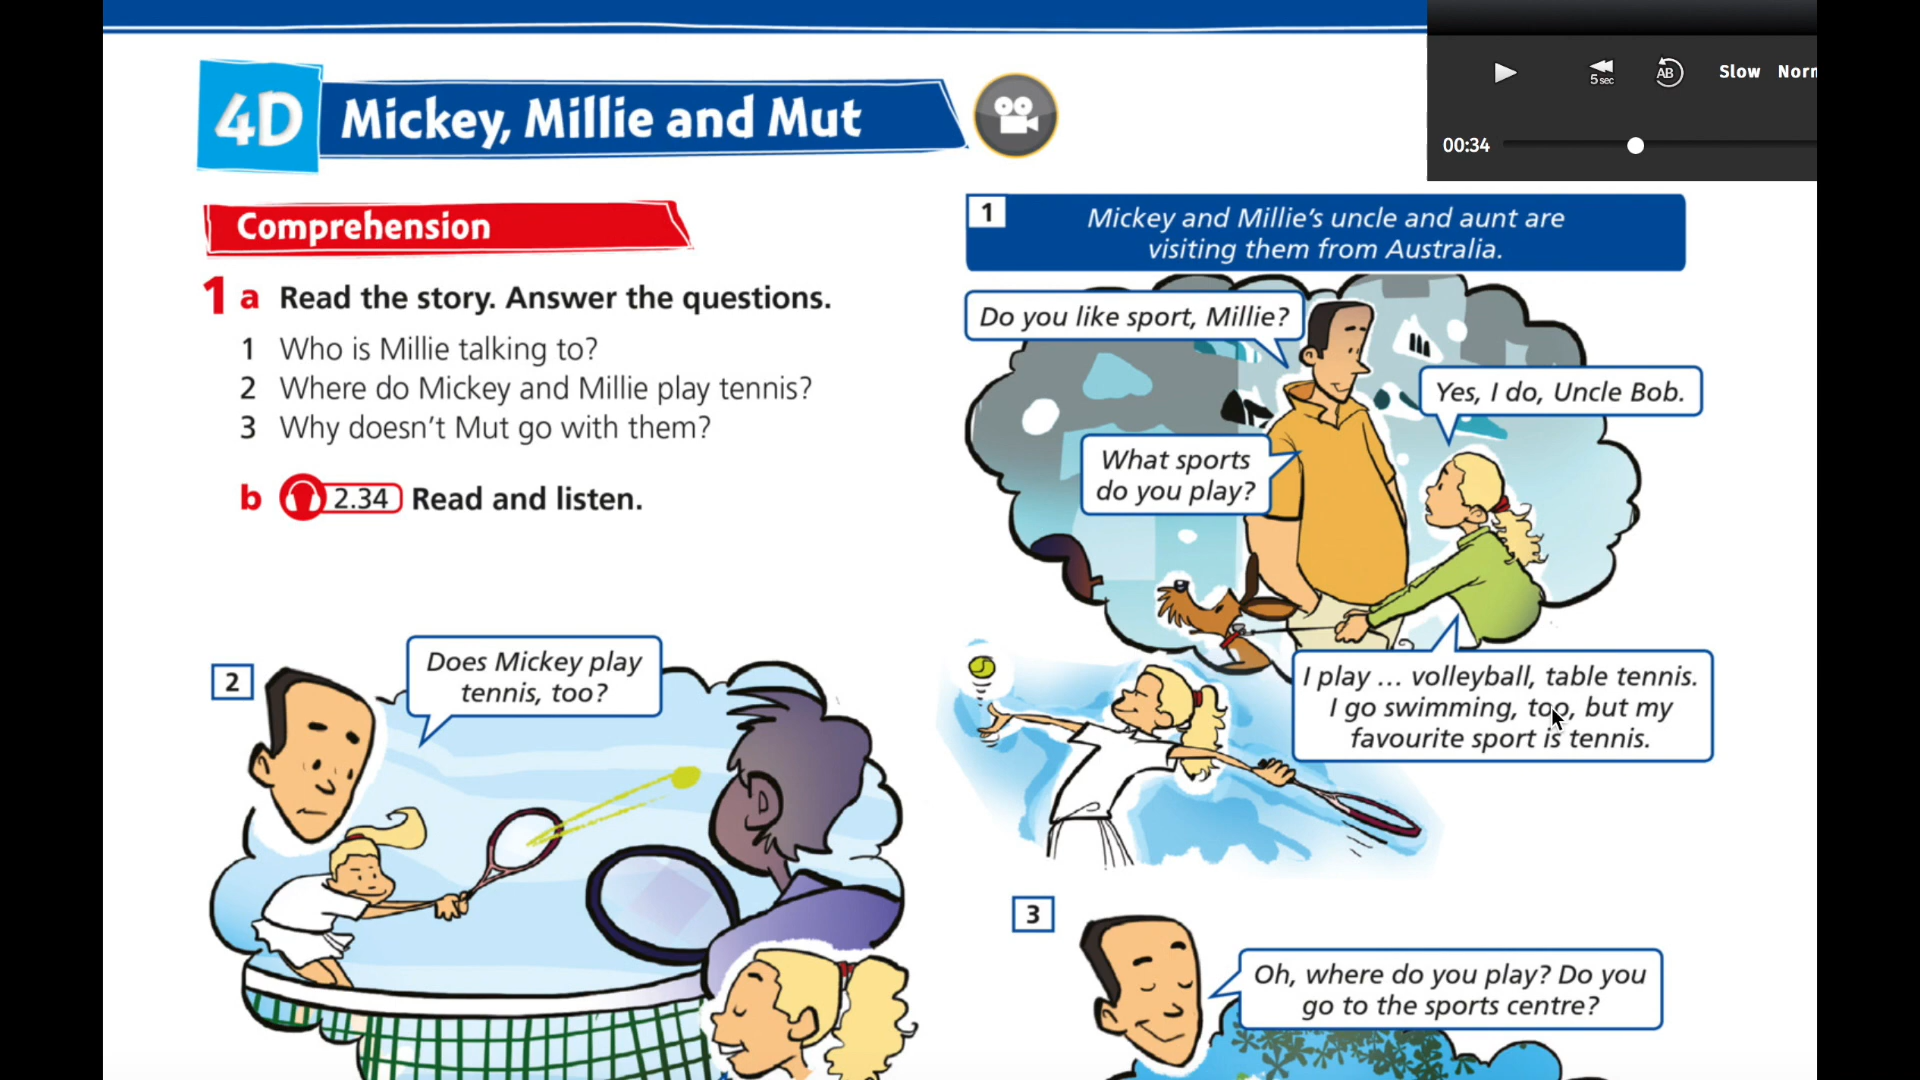 4D Mickey, Millie and Mut
5 sec
AB
Slow Norm
00:34
Comprehension
1 a Read the story. Answer the questions.
1 Who is Millie talking to?
2 Where do Mickey and Millie play tennis?
3 Why doesn't Mut go with them?
b 2.34 Read and listen.
1
Mickey and Millie's uncle and aunt are
visiting them from Australia.
Do you like sport, Millie?
Yes, I do, Uncle Bob.
What sports
do you play?
I play ... volleyball, table tennis.
I go swimming, too, but my
favourite sport is tennis.
2
Does Mickey play
tennis, too?
3
Oh, where do you play? Do you
go to the sports centre?